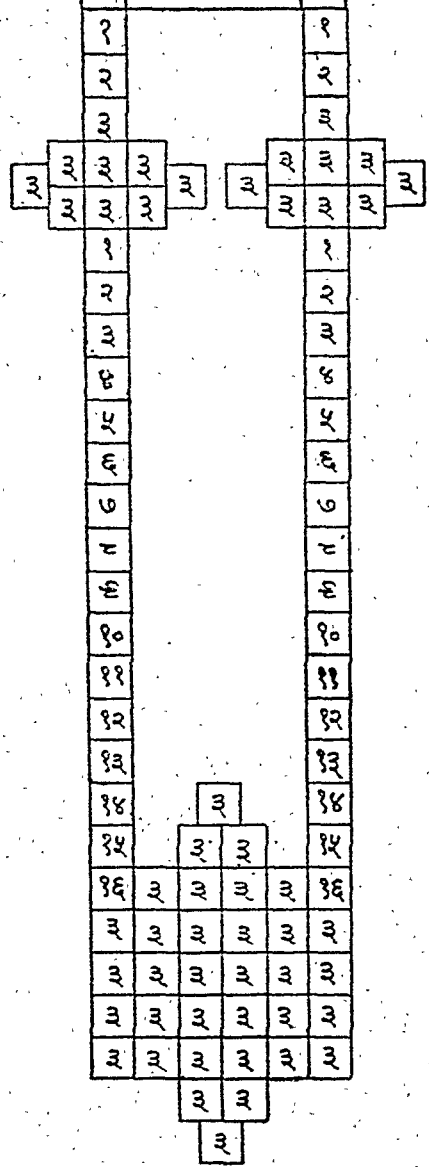 १ १
२ २
३ ३
३ ३ ३ ३ ३ ३
३ ३ ३ ३
३ ३ ३ ३ ३ ३
१ १
२ २
३ ३
४ ४
५ ५
६ ६
७ ७
८ ८
९ ९
१० १०
११ ११
१२ १२
१३ १३
१४ ३ १४
१५ ३ ३ १५
१६ ३ ३ ३ ३ १६
३ ३ ३ ३ ३ ३
३ ३ ३ ३ ३ ३
३ ३ ३ ३ ३ ३
३ ३ ३ ३ ३ ३
३ ३
३